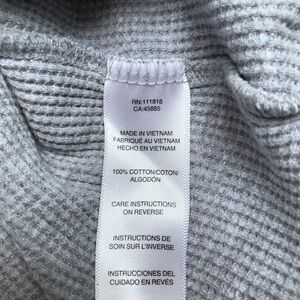 RN:111818
CA:45885
MADE IN VIETNAM
FABRIQUÉ AU VIETNAM
HECHO EN VIETNAM
100% COTTON/COTON/
ALGODÓN
CARE INSTRUCTIONS
ON REVERSE
INSTRUCTIONS DE
SOIN SUR L'INVERSE
INSTRUCCIONES DEL
CUIDADO EN REVÉS